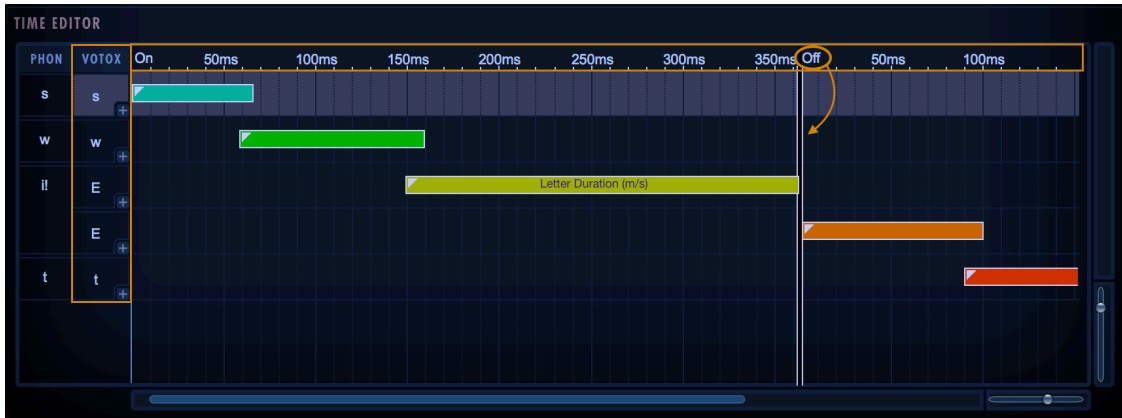 TIME EDITOR
PHON VOTOX On 50ms 100ms 150ms 200ms 250ms 300ms 350ms Off 50ms 100ms
s s +
w w +
i! E + Letter Duration (m/s)
E +
t t +